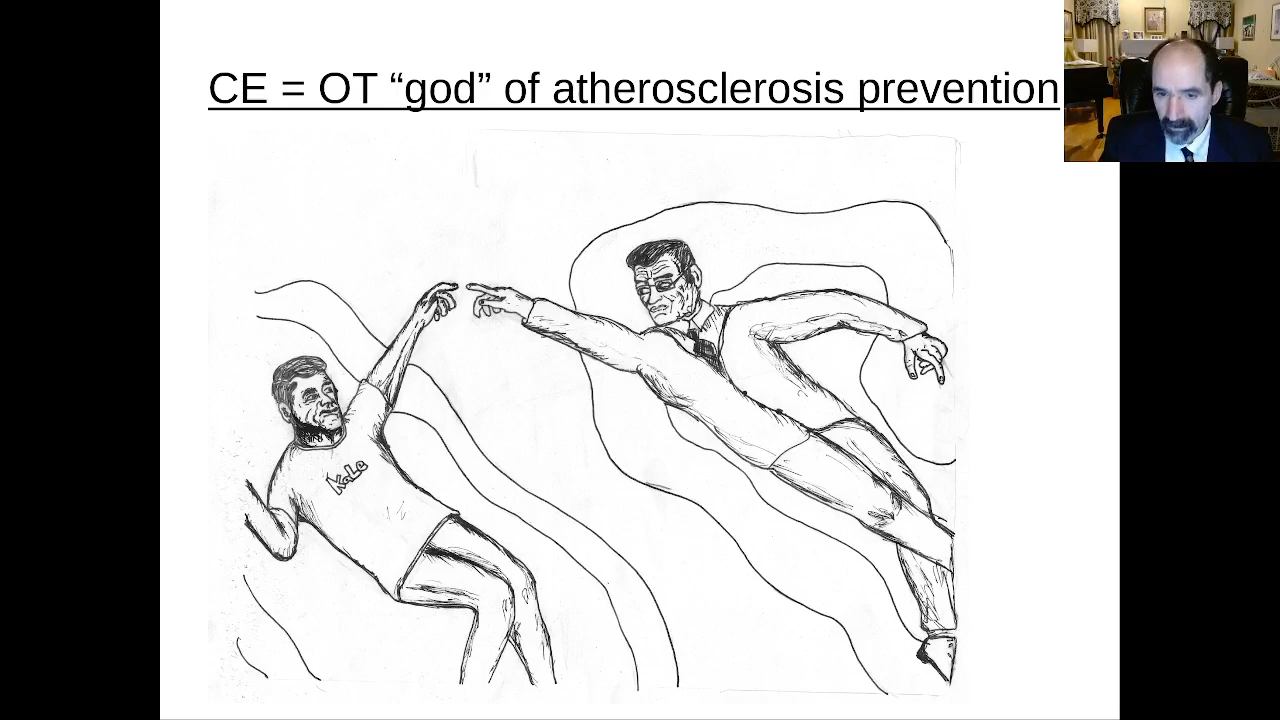 CE = OT “god” of atherosclerosis prevention
KaLe